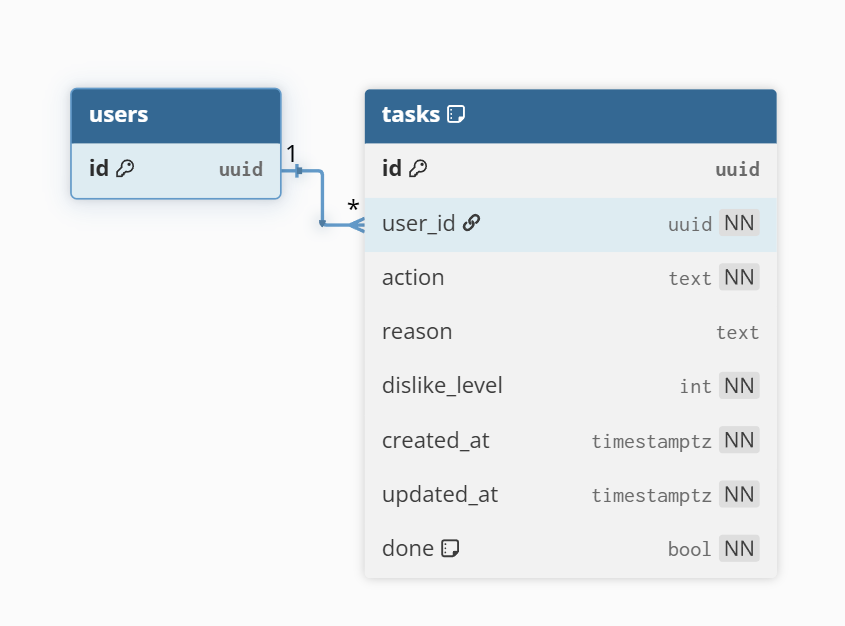 users
id uuid
1
*
tasks
id uuid
user_id uuid NN
action text NN
reason text
dislike_level int NN
created_at timestamptz NN
updated_at timestamptz NN
done bool NN